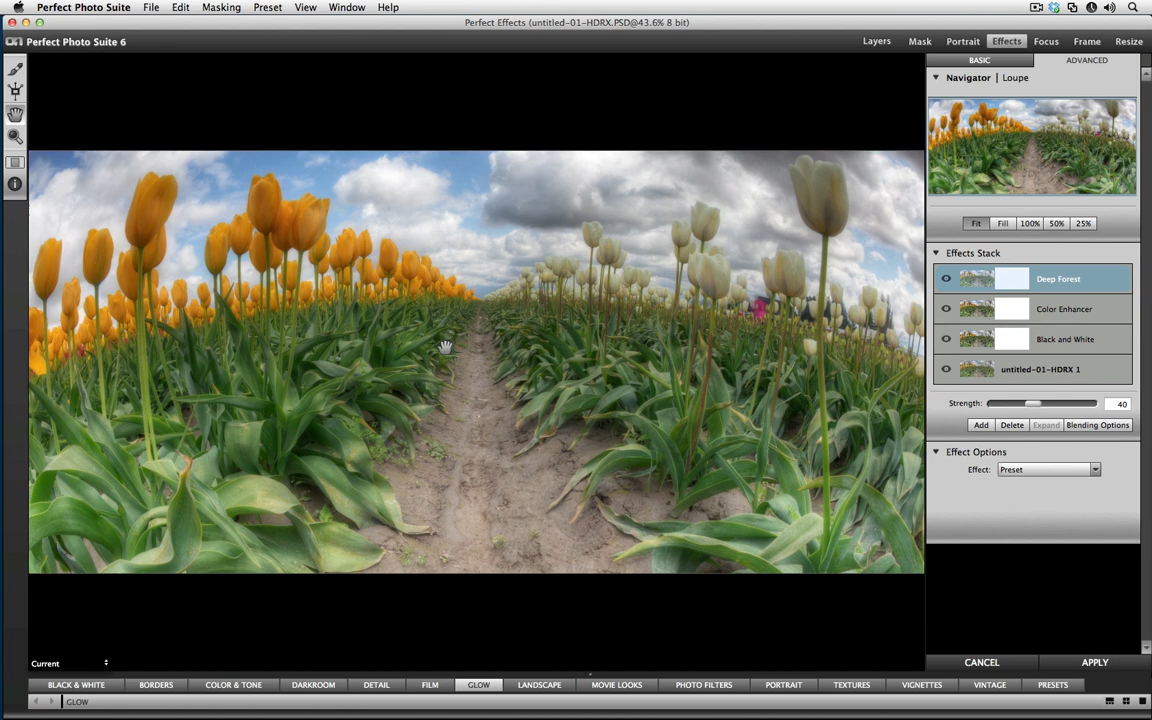 Perfect Photo Suite File Edit Masking Preset View Window Help
Perfect Effects (untitled-01-HDRX.PSD@43.6% 8 bit)
Perfect Photo Suite 6
Layers Mask Portrait Effects Focus Frame Resize
BASIC ADVANCED
Navigator | Loupe
Fit Fill 100% 50% 25%
Effects Stack
Deep Forest
Color Enhancer
Black and White
untitled-01-HDRX 1
Strength: 40
Add Delete Expand Blending Options
Effect Options
Effect: Preset
Current
CANCEL APPLY
BLACK & WHITE BORDERS COLOR & TONE DARKROOM DETAIL FILM GLOW LANDSCAPE MOVIE LOOKS PHOTO FILTERS PORTRAIT TEXTURES VIGNETTES VINTAGE PRESETS
GLOW